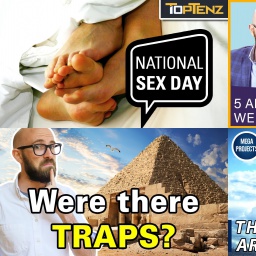 TOPTENZ
NATIONAL
SEX DAY
5 A
WE
Were there
TRAPS?
MEGA
PROJECTS
TH
AR